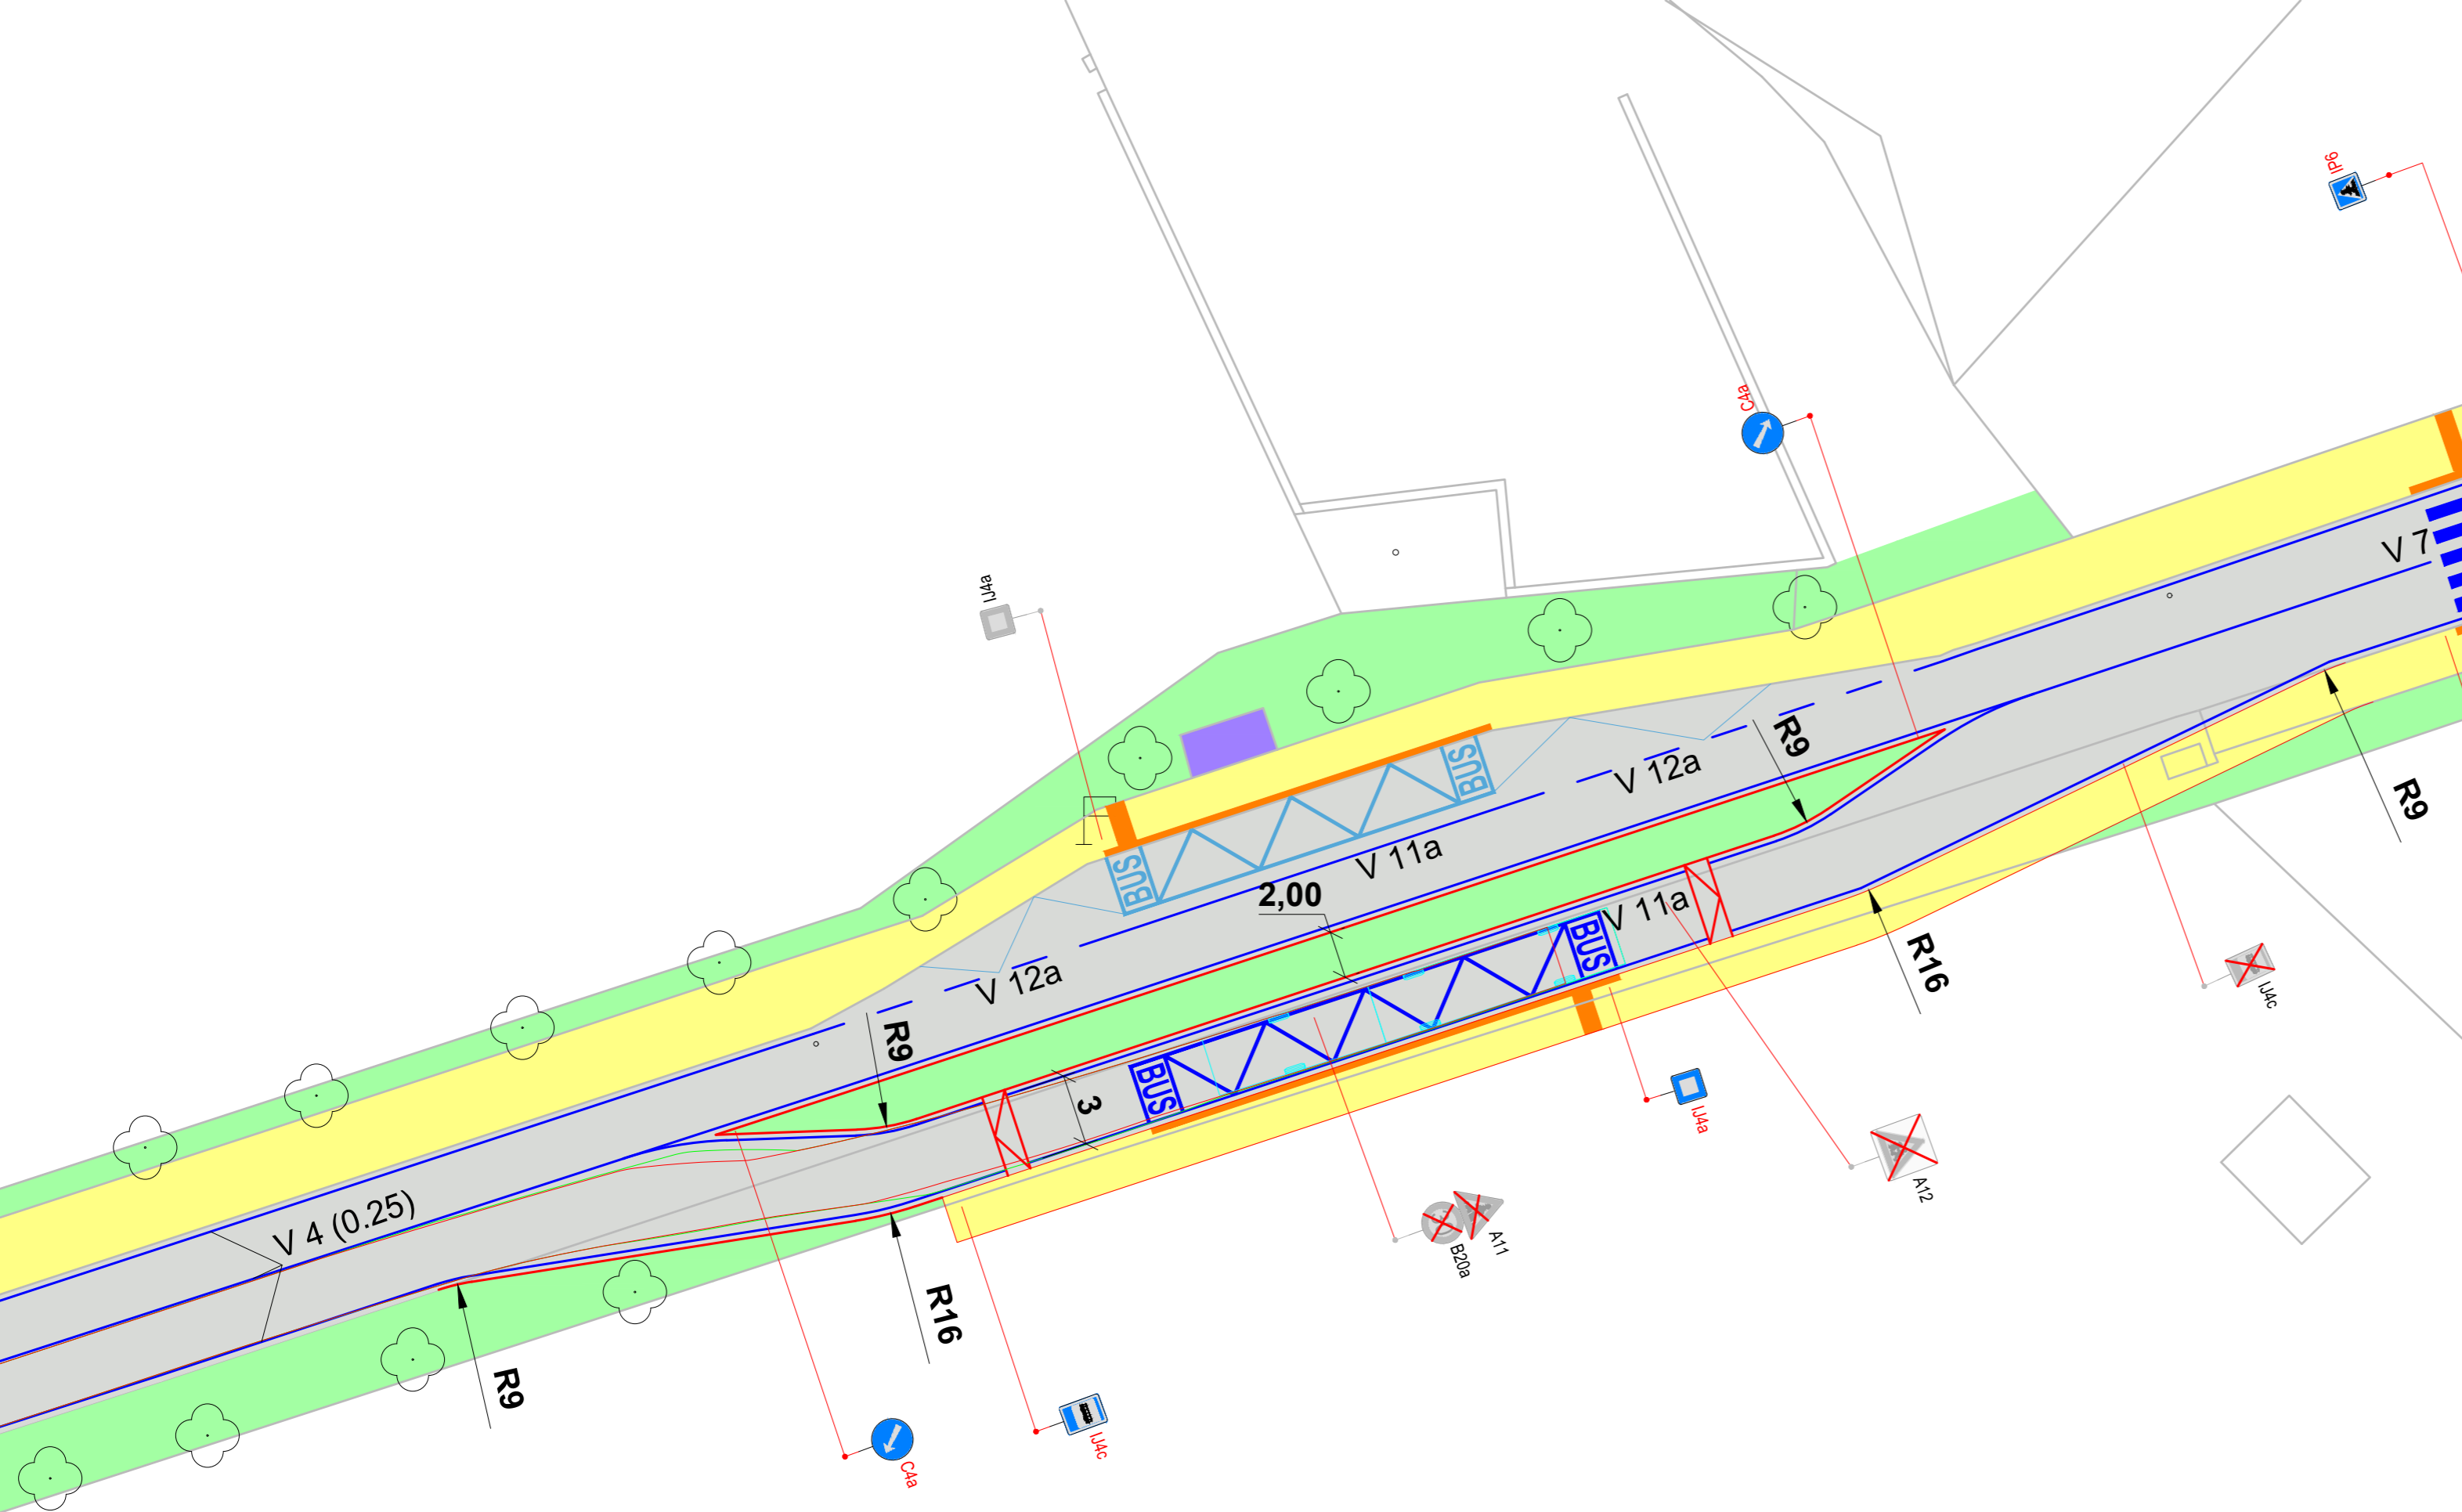 IP6
C4a
V 7
IJ4a
R9
V 12a
BUS
R9
V 11a
BUS
2,00
V 11a
BUS
R16
IJ4c
V 12a
R9
BUS
3
IJ4a
A12
V 4 (0.25)
A11
B20a
R16
R9
IJ4c
C4a